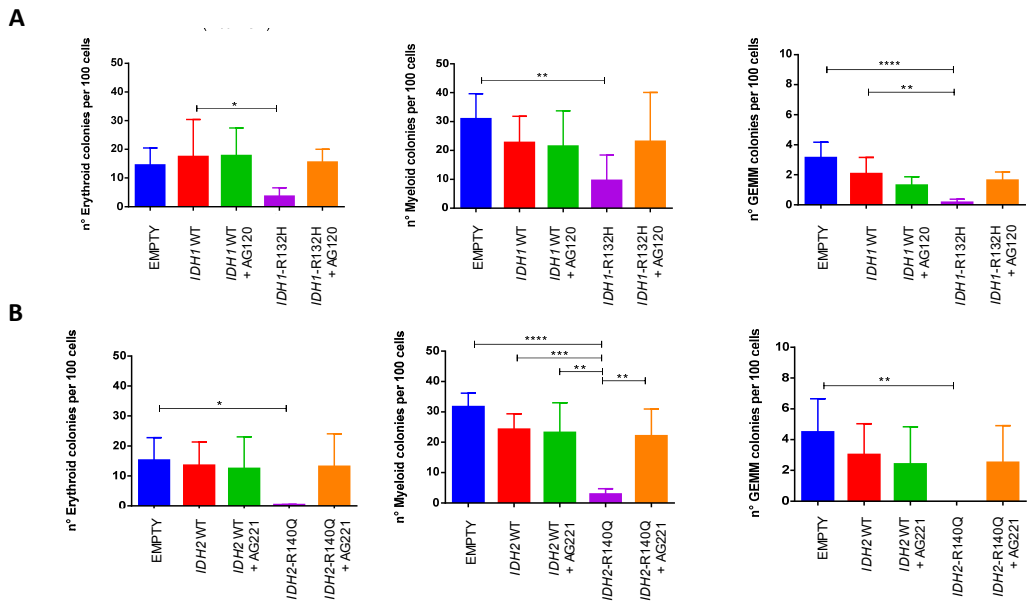 A
n° Erythroid colonies per 100 cells
50
40
30
20
10
0
*
EMPTY
IDH1 WT
IDH1 WT
+ AG120
IDH1-R132H
IDH1-R132H
+ AG120
n° Myeloid colonies per 100 cells
50
40
30
20
10
0
**
EMPTY
IDH1 WT
IDH1 WT
+ AG120
IDH1-R132H
IDH1-R132H
+ AG120
n° GEMM colonies per 100 cells
10
8
6
4
2
0
****
**
EMPTY
IDH1 WT
IDH1 WT
+ AG120
IDH1-R132H
IDH1-R132H
+ AG120
B
n° Erythroid colonies per 100 cells
50
40
30
20
10
0
*
EMPTY
IDH2 WT
IDH2 WT
+ AG221
IDH2-R140Q
IDH2-R140Q
+ AG221
n° Myeloid colonies per 100 cells
50
40
30
20
10
0
****
***
**
**
EMPTY
IDH2 WT
IDH2 WT
+ AG221
IDH2-R140Q
IDH2-R140Q
+ AG221
n° GEMM colonies per 100 cells
10
8
6
4
2
0
**
EMPTY
IDH2 WT
IDH2 WT
+ AG221
IDH2-R140Q
IDH2-R140Q
+ AG221